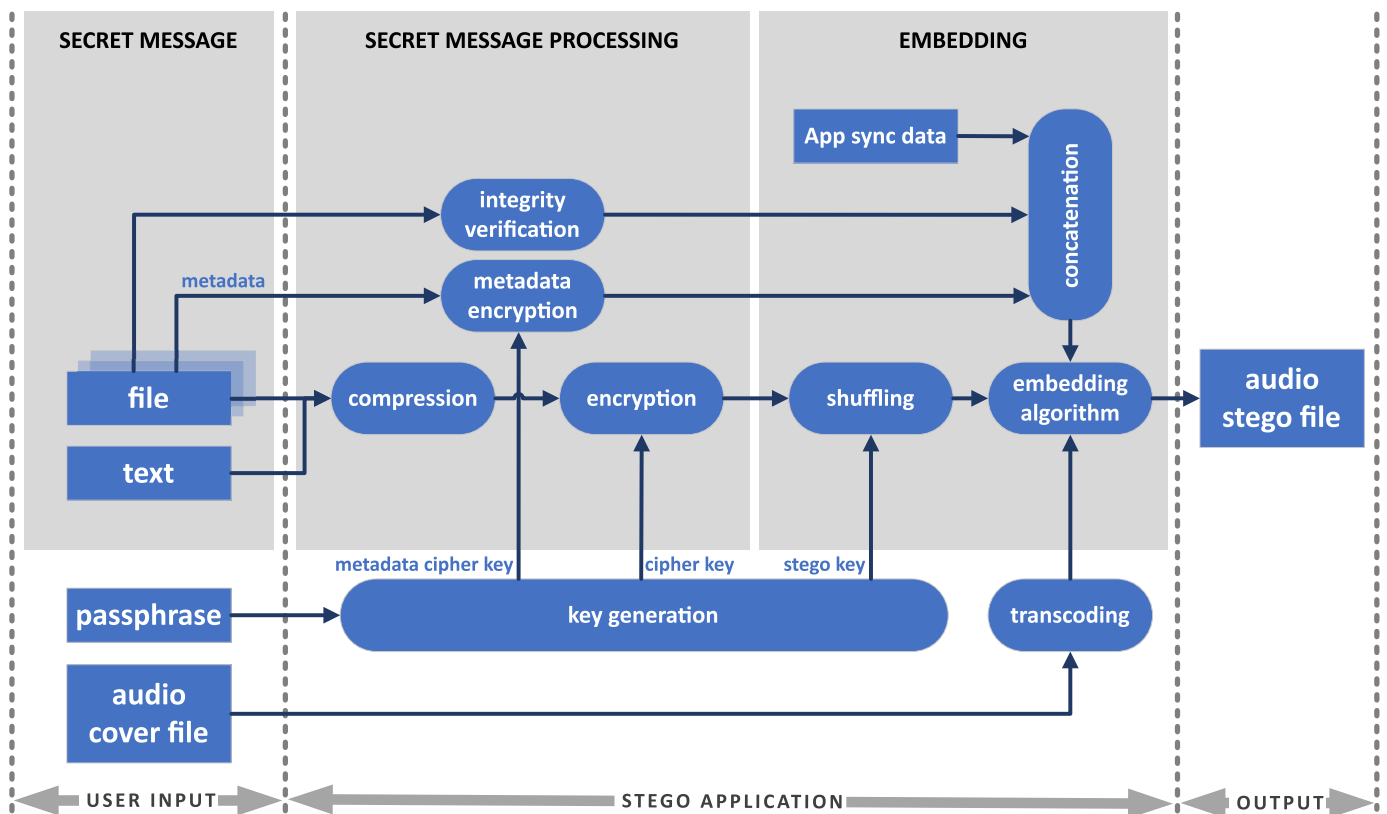 SECRET MESSAGE
SECRET MESSAGE PROCESSING
EMBEDDING
App sync data
concatenation
integrity
verification
metadata
metadata
encryption
file
compression
encryption
shuffling
embedding
algorithm
audio
stego file
text
metadata cipher key
cipher key
stego key
passphrase
key generation
transcoding
audio
cover file
USER INPUT
STEGO APPLICATION
OUTPUT